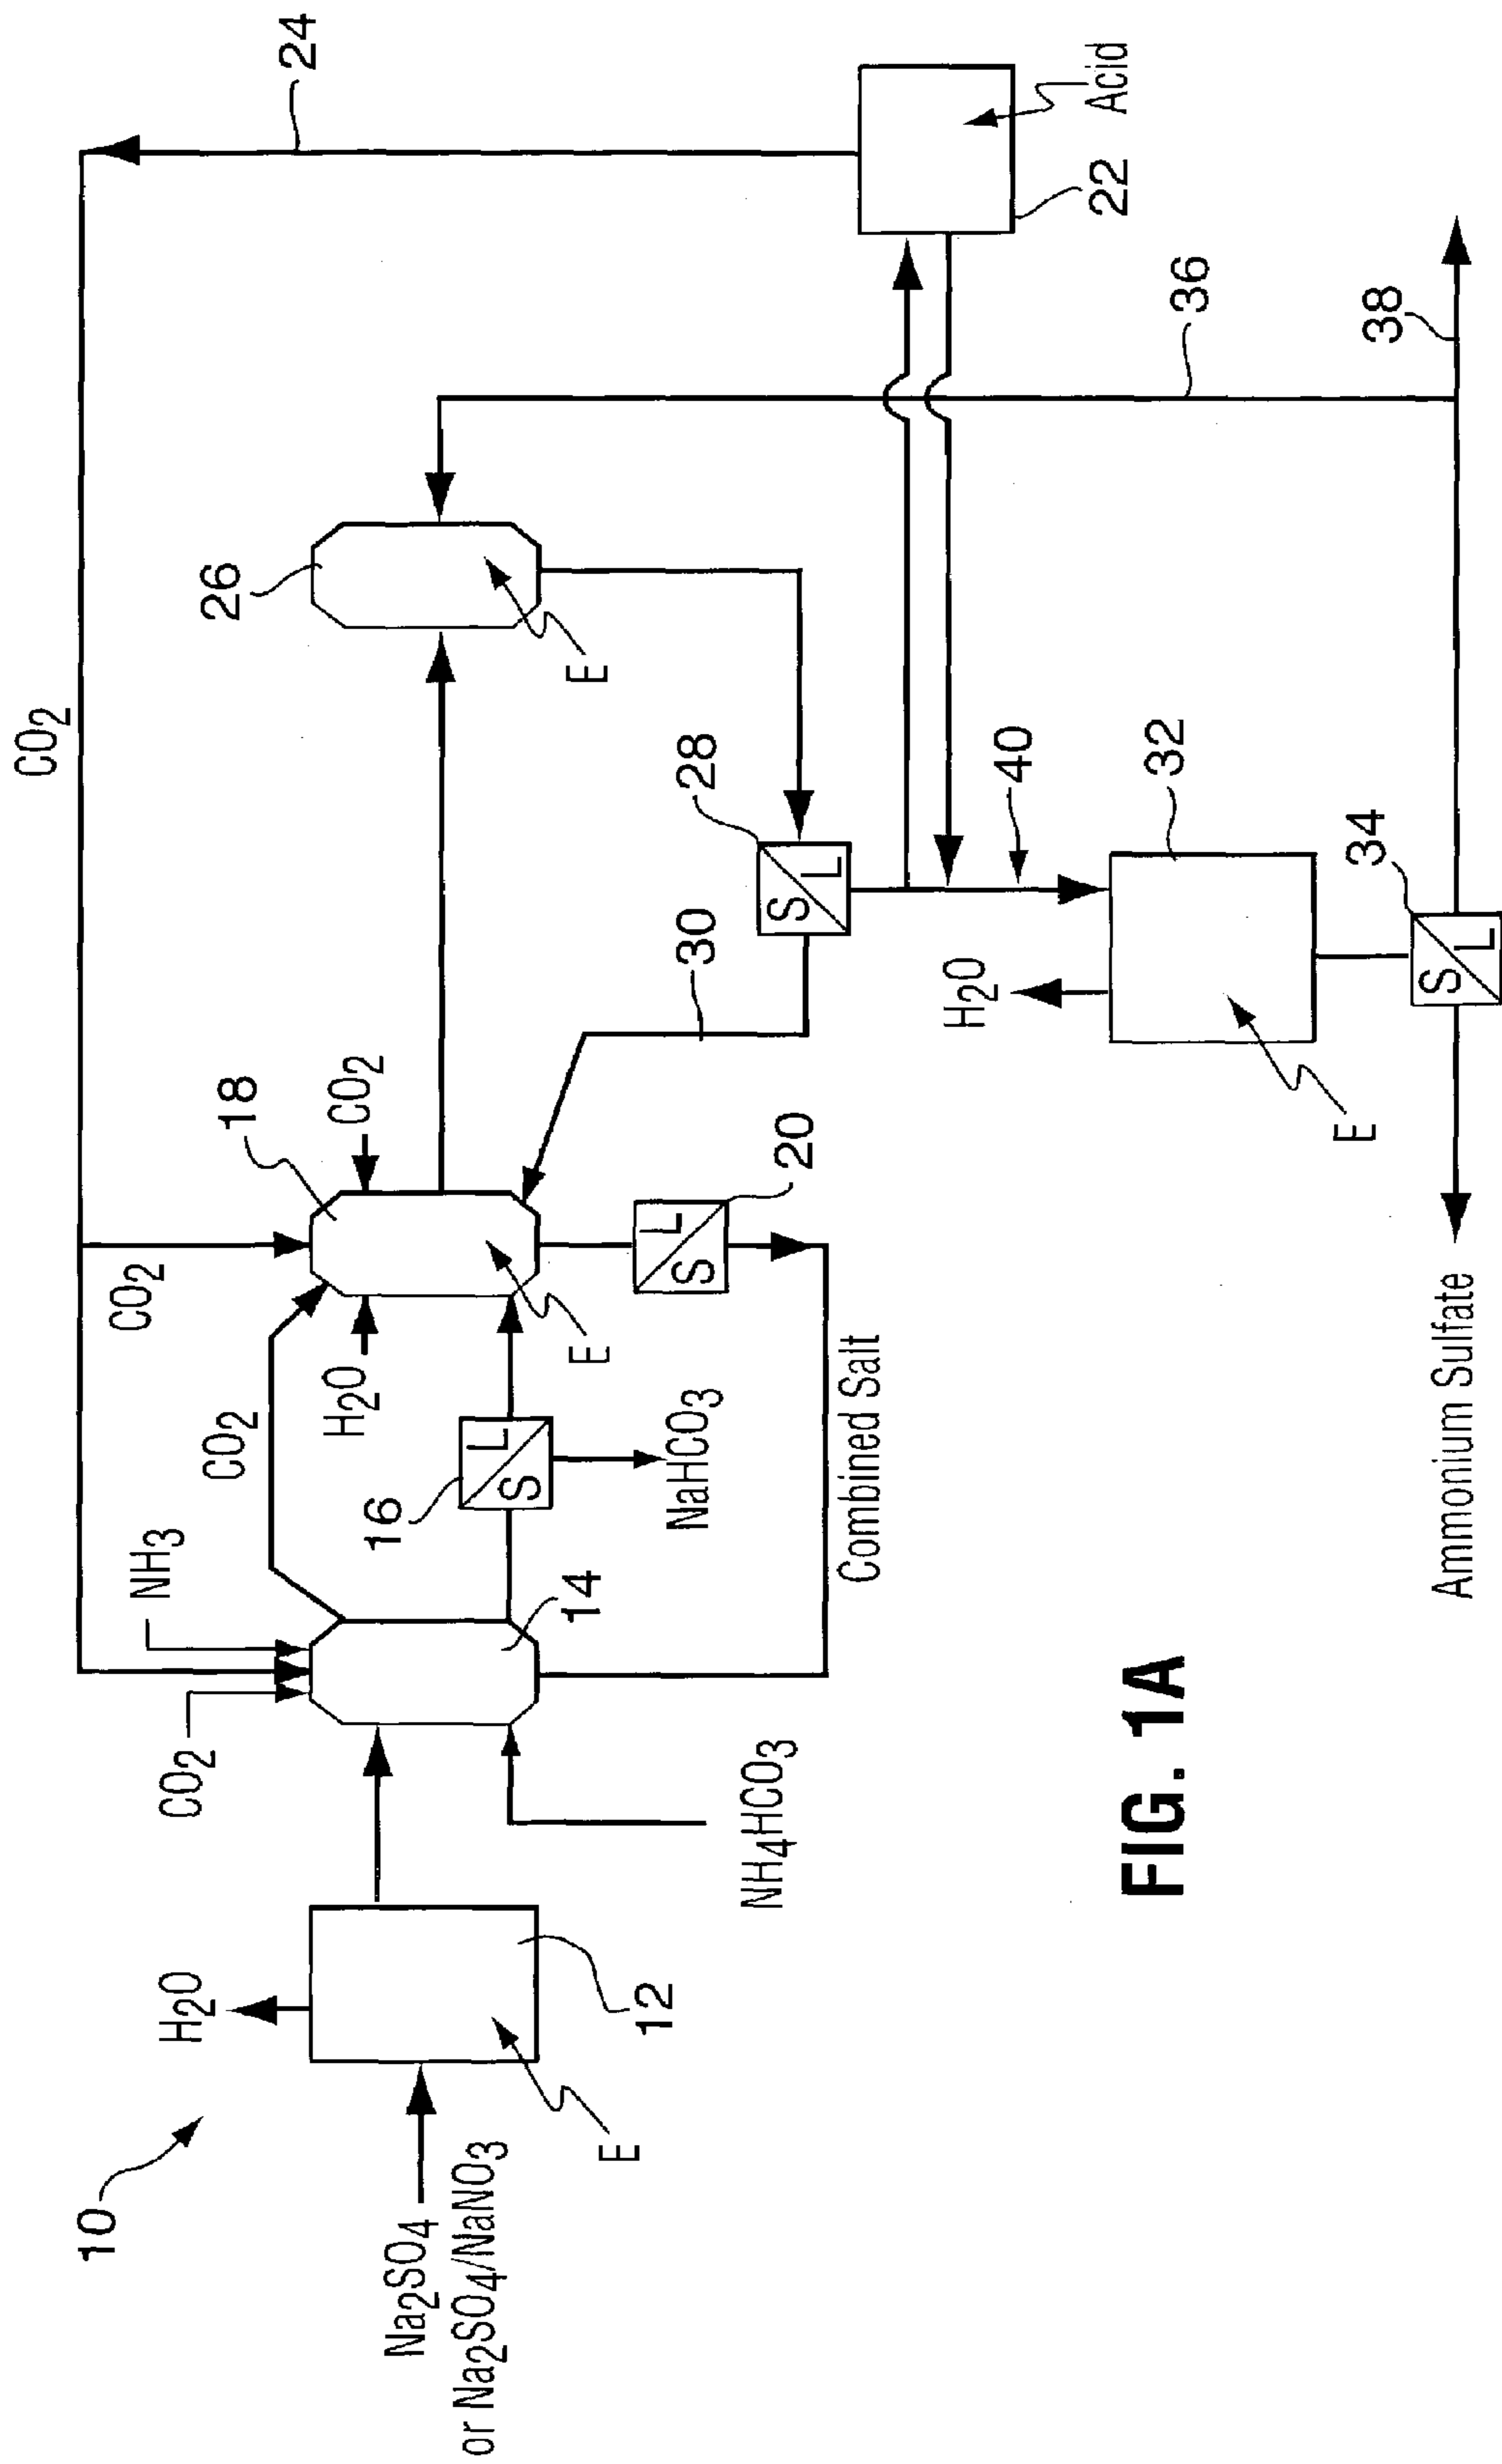 10
Na2SO4
or Na2SO4/NaNO3
H2O
E
12
CO2
NH3
NH4HCO3
14
CO2
16
S
L
NaHCO3
Combined Salt
CO2
H2O
18
CO2
E
L
S
20
CO2
24
26
E
28
S
L
30
Acid
22
36
40
32
H2O
E
34
S
L
38
Ammonium Sulfate
FIG. 1A